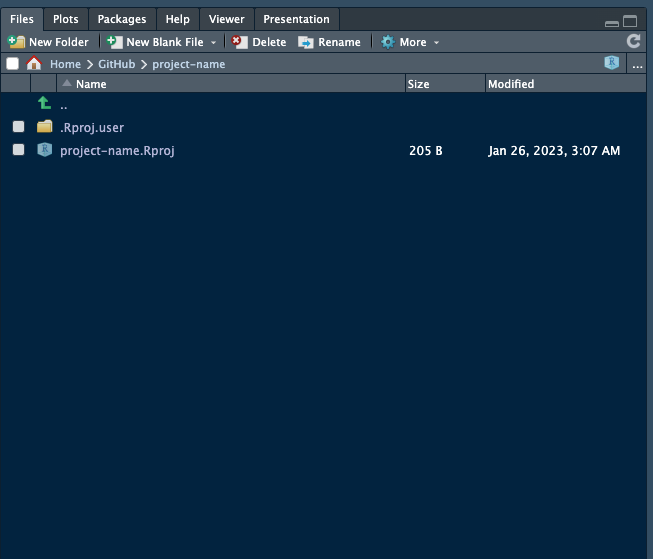 Files Plots Packages Help Viewer Presentation
New Folder New Blank File Delete Rename More
Home GitHub project-name R ...
Name Size Modified
..
.Rproj.user
R project-name.Rproj 205 B Jan 26, 2023, 3:07 AM